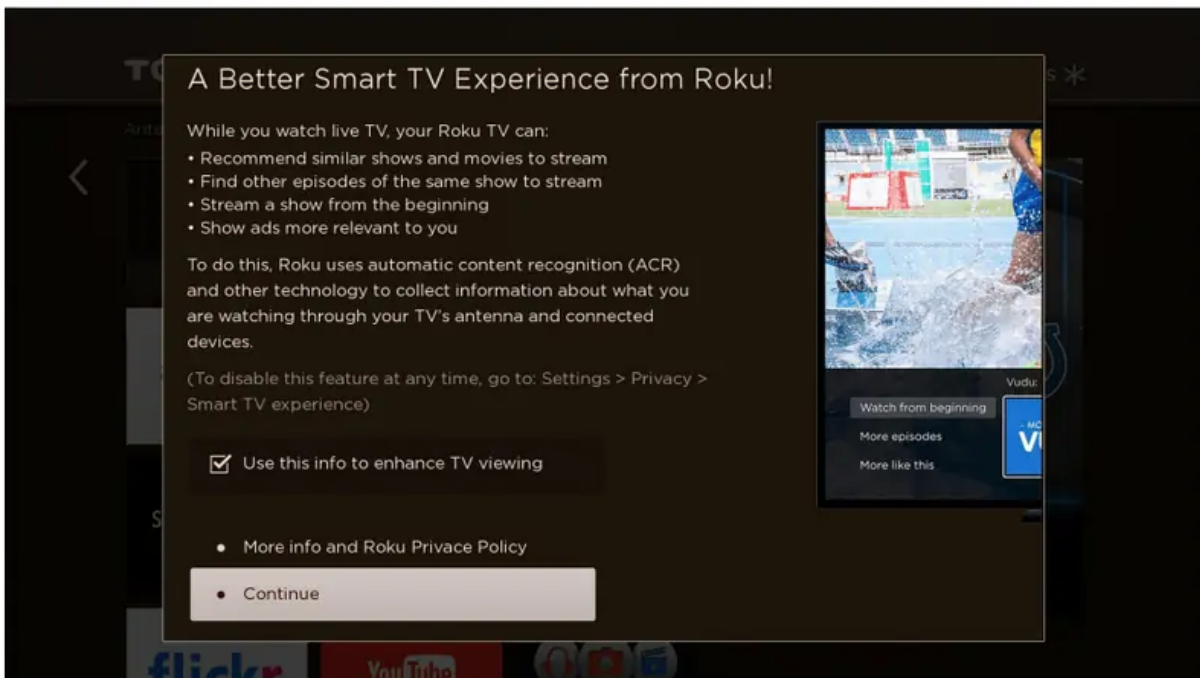 A Better Smart TV Experience from Roku!
While you watch live TV, your Roku TV can:
• Recommend similar shows and movies to stream
• Find other episodes of the same show to stream
• Stream a show from the beginning
• Show ads more relevant to you
To do this, Roku uses automatic content recognition (ACR)
and other technology to collect information about what you
are watching through your TV's antenna and connected
devices.
(To disable this feature at any time, go to: Settings > Privacy >
Smart TV experience)
Use this info to enhance TV viewing
• More info and Roku Privace Policy
• Continue
Vudu:
Watch from beginning
More episodes
More like this
flickr
YouTube